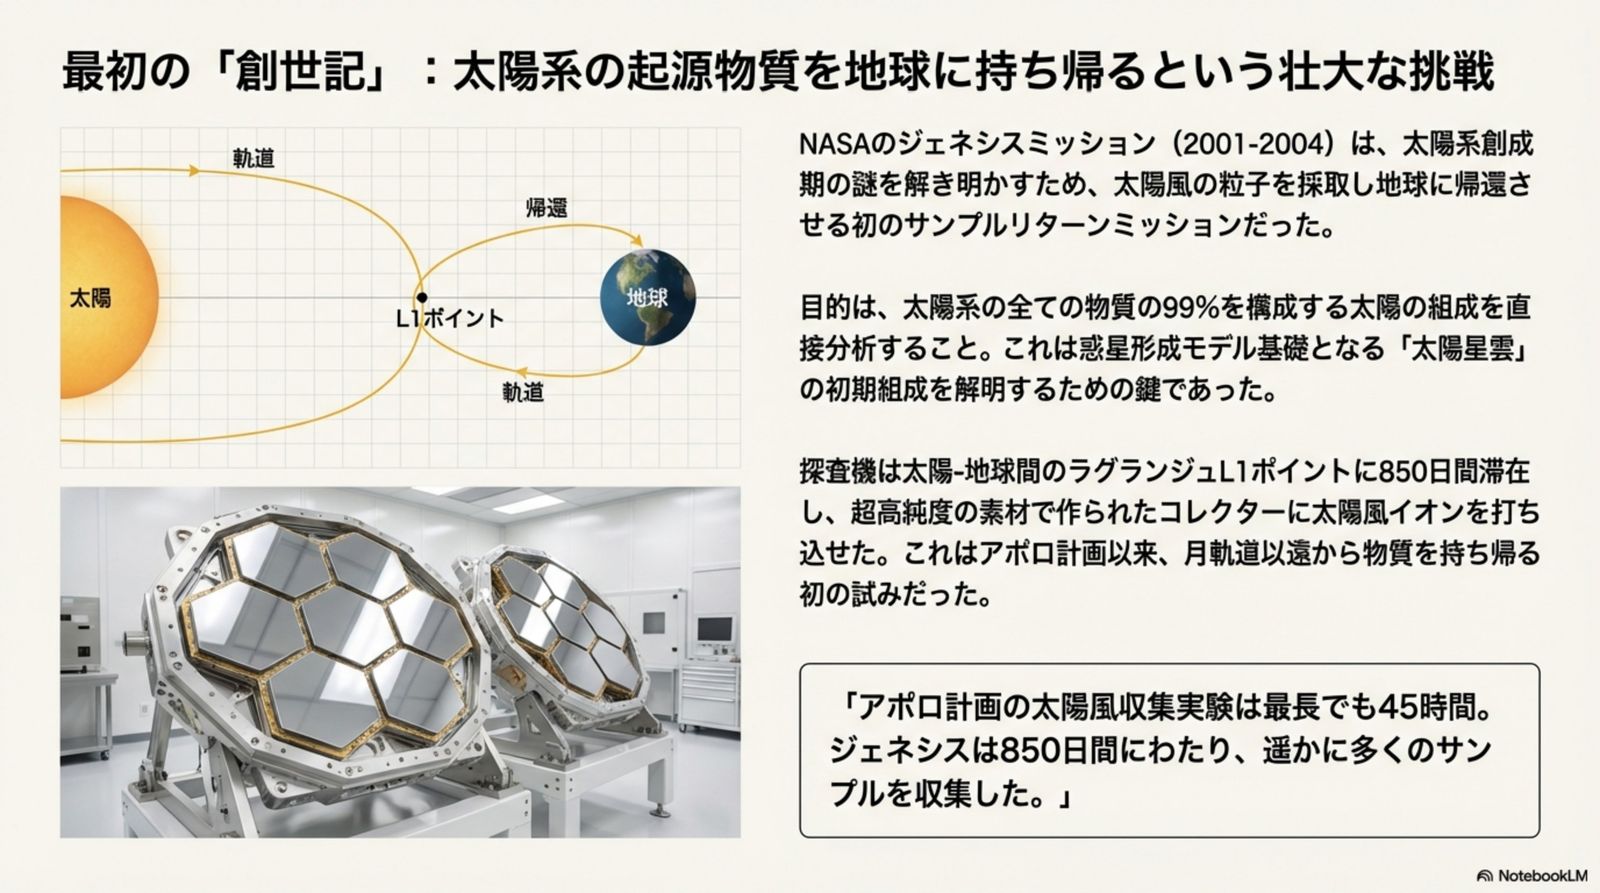 最初の「創世記」：太陽系の起源物質を地球に持ち帰るという壮大な挑戦
軌道
帰還
太陽
地球
L1ポイント
軌道
NASAのジェネシスミッション（2001-2004）は、太陽系創成
期の謎を解き明かすため、太陽風の粒子を採取し地球に帰還さ
せる初のサンプルリターンミッションだった。
目的は、太陽系の全ての物質の99%を構成する太陽の組成を直
接分析すること。これは惑星形成モデル基礎となる「太陽星雲」
の初期組成を解明するための鍵であった。
探査機は太陽-地球間のラグランジュL1ポイントに850日間滞在
し、超高純度の素材で作られたコレクターに太陽風イオンを打ち
込せた。これはアポロ計画以来、月軌道以遠から物質を持ち帰る
初の試みだった。
「アポロ計画の太陽風収集実験は最長でも45時間。
ジェネシスは850日間にわたり、遥かに多くのサン
プルを収集した。」
NotebookLM